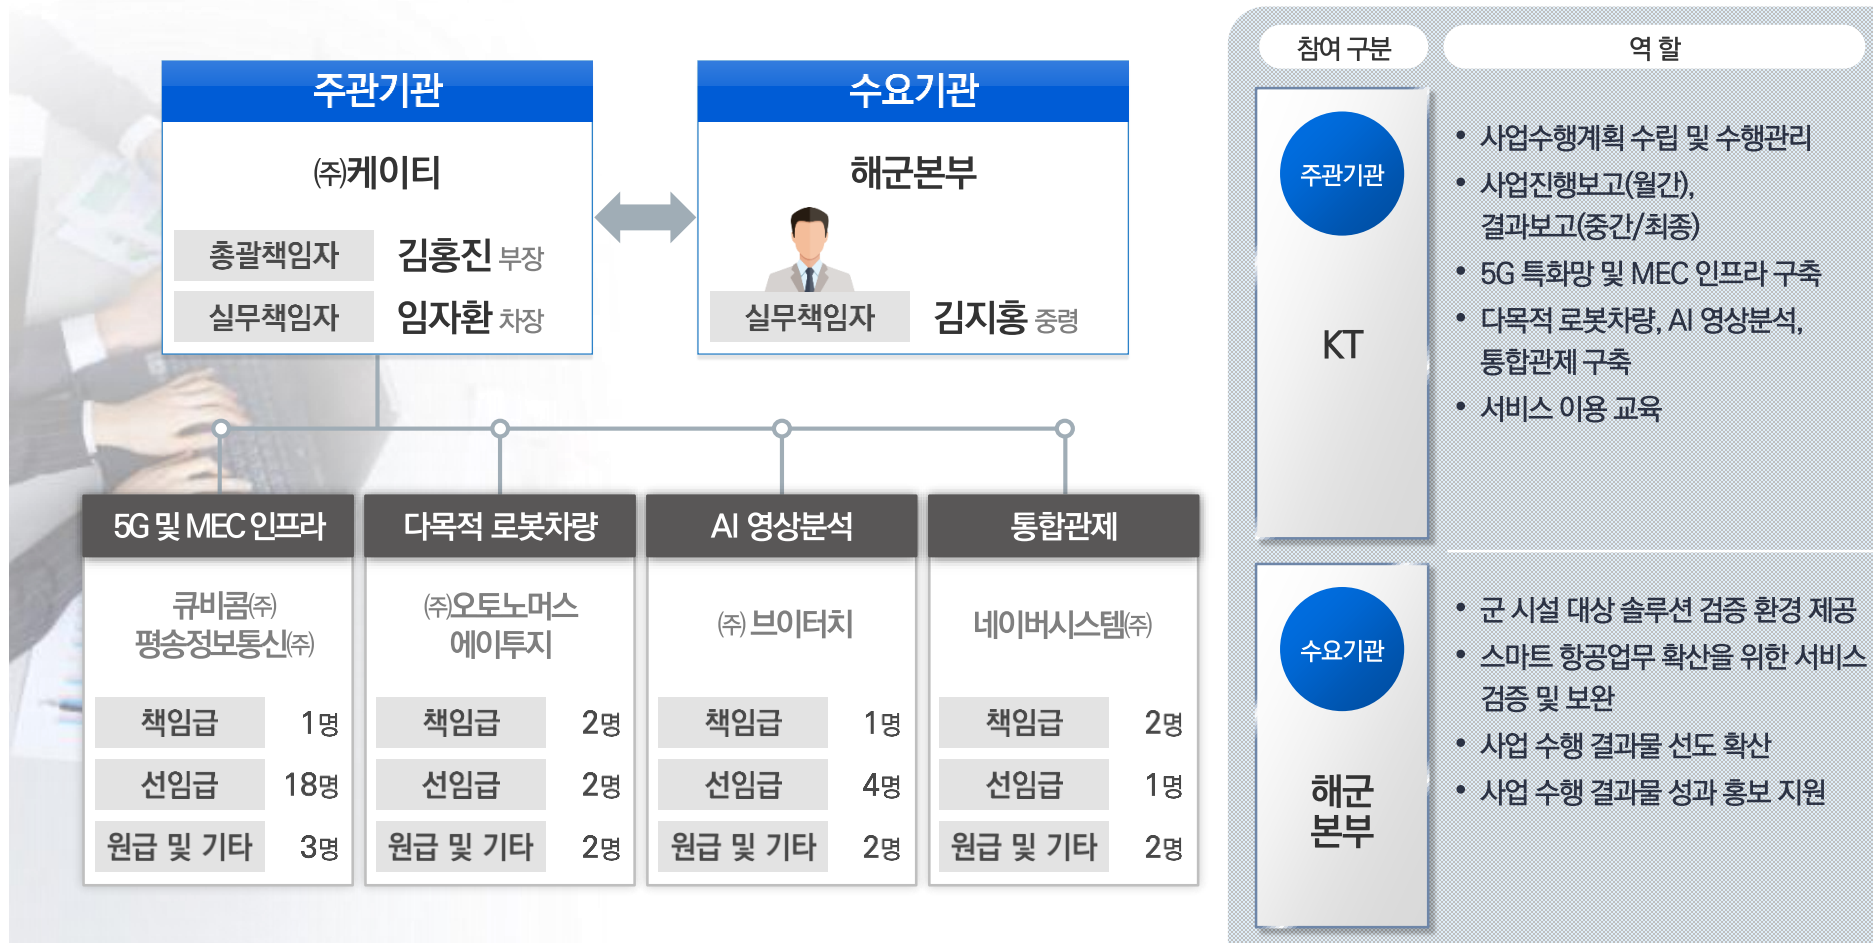 주관기관
㈜케이티
총괄책임자 김홍진 부장
실무책임자 임자환 차장
수요기관
해군본부
실무책임자 김지홍 중령
5G 및 MEC 인프라
큐비콤㈜
평송정보통신㈜
책임급 1명
선임급 18명
원급 및 기타 3명
다목적 로봇차량
㈜오토노머스
에이투지
책임급 2명
선임급 2명
원급 및 기타 2명
AI 영상분석
㈜ 브이터치
책임급 1명
선임급 4명
원급 및 기타 2명
통합관제
네이버시스템㈜
책임급 2명
선임급 1명
원급 및 기타 2명
참여 구분 역 할
주관기관
KT
• 사업수행계획 수립 및 수행관리
• 사업진행보고(월간),
결과보고(중간/최종)
• 5G 특화망 및 MEC 인프라 구축
• 다목적 로봇차량, AI 영상분석,
통합관제 구축
• 서비스 이용 교육
수요기관
해군
본부
• 군 시설 대상 솔루션 검증 환경 제공
• 스마트 항공업무 확산을 위한 서비스
검증 및 보완
• 사업 수행 결과물 선도 확산
• 사업 수행 결과물 성과 홍보 지원